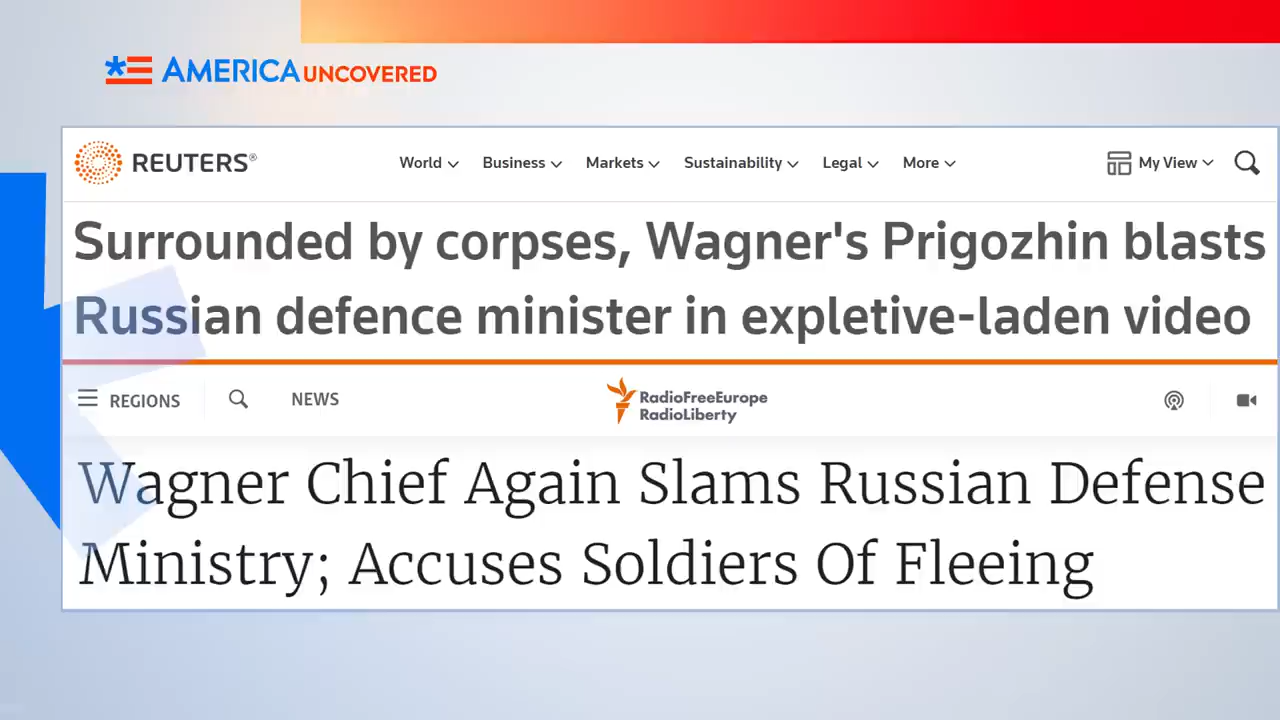 AMERICA UNCOVERED
REUTERS®
World Business Markets Sustainability Legal More My View
Surrounded by corpses, Wagner's Prigozhin blasts
Russian defence minister in expletive-laden video
REGIONS NEWS
RadioFreeEurope
RadioLiberty
Wagner Chief Again Slams Russian Defense
Ministry; Accuses Soldiers Of Fleeing